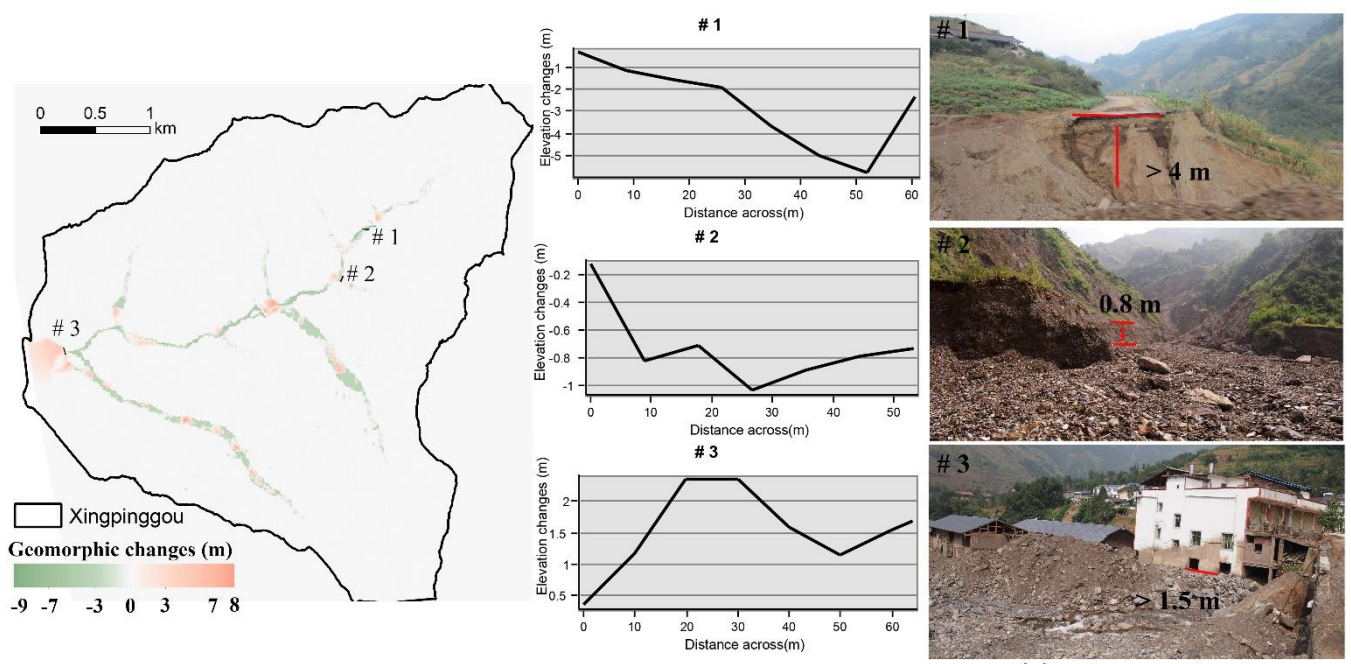 0 0.5 1
km
# 1
# 2
# 3
Xingpinggou
Geomorphic changes (m)
-9 -7 -3 0 3 7 8
# 1
Elevation changes (m)
-1
-2
-3
-4
-5
0 10 20 30 40 50 60
Distance across(m)
# 2
Elevation changes (m)
-0.2
-0.4
-0.6
-0.8
-1
0 10 20 30 40 50
Distance across(m)
# 3
Elevation changes (m)
2
1.5
1
0.5
0 10 20 30 40 50 60
Distance across(m)
# 1
> 4 m
# 2
0.8 m
# 3
> 1.5 m